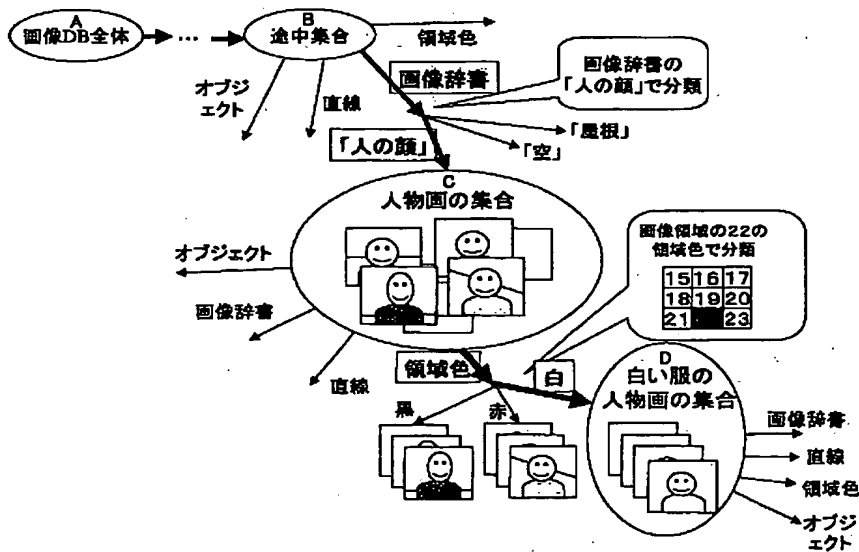 A
画像DB全体
…
B
途中集合
領域色
オブジ
ェクト
直線
画像辞書
画像辞書の
「人の顔」で分類
「屋根」
「空」
「人の顔」
C
人物画の集合
オブジェクト
画像辞書
直線
画像領域の22の
領域色で分類
15 16 17
18 19 20
21 23
領域色
白
黒
赤
D
白い服の
人物画の集合
画像辞書
直線
領域色
オブジ
ェクト